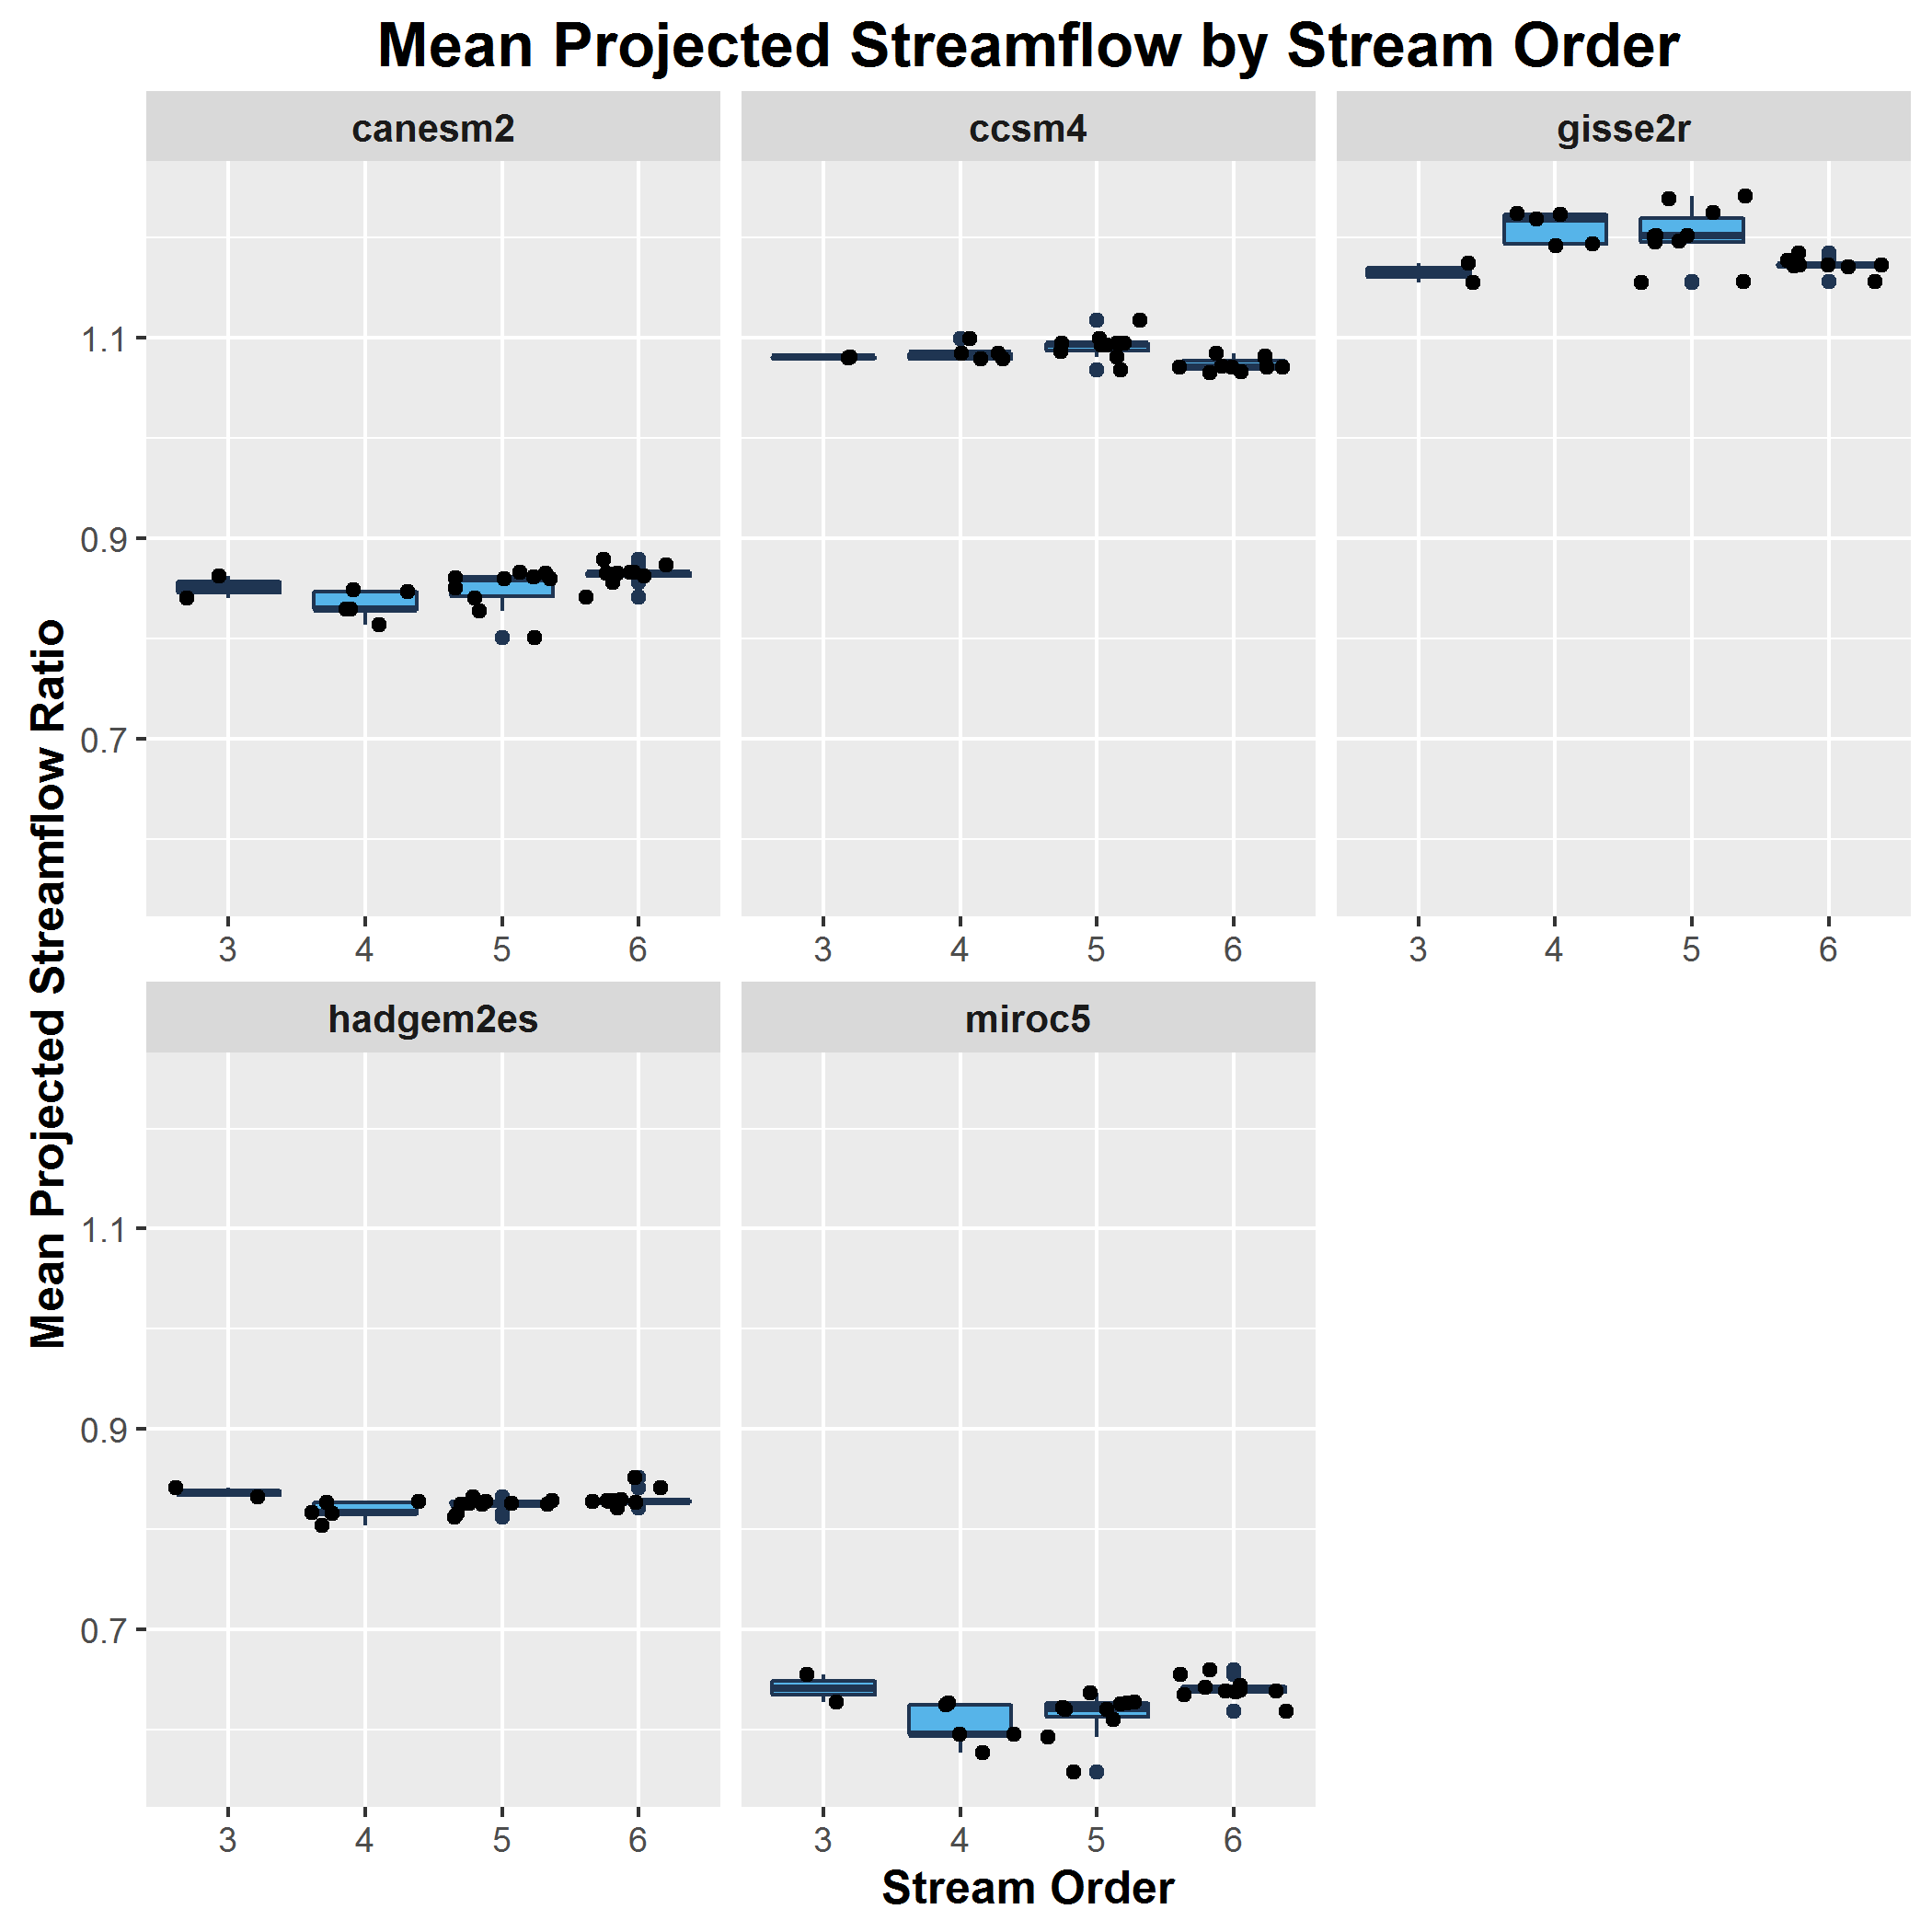 Mean Projected Streamflow by Stream Order
canesm2
ccsm4
gisse2r
1.1
0.9
0.7
3 4 5 6
3 4 5 6
3 4 5 6
Mean Projected Streamflow Ratio
hadgem2es
miroc5
1.1
0.9
0.7
3 4 5 6
3 4 5 6
Stream Order